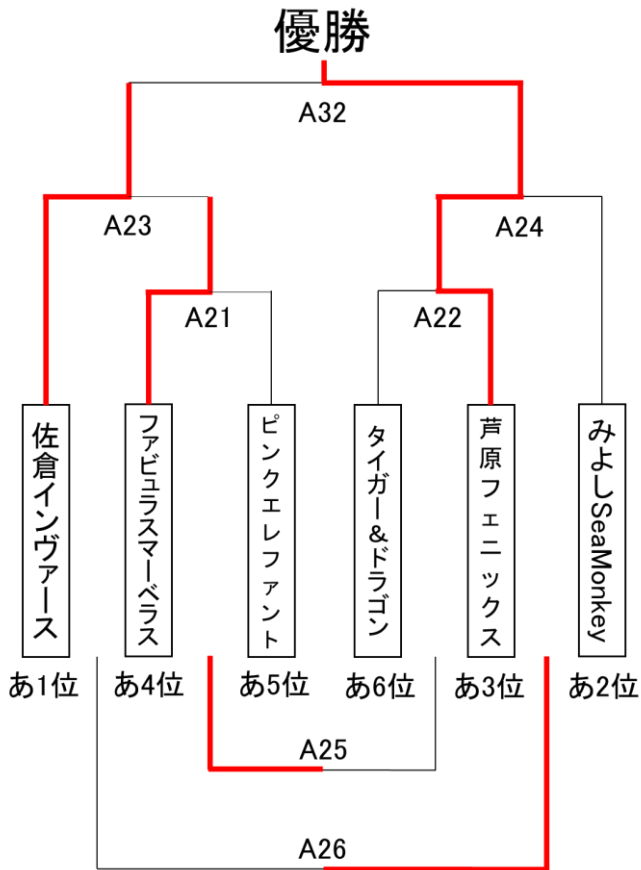 優勝
A32
A23
A24
A21
A22
佐倉インヴァース
ファビュラスマーベラス
ピンクエレファント
タイガー&ドラゴン
芦原フェニックス
みよしSeaMonkey
あ1位
あ4位
あ5位
あ6位
あ3位
あ2位
A25
A26